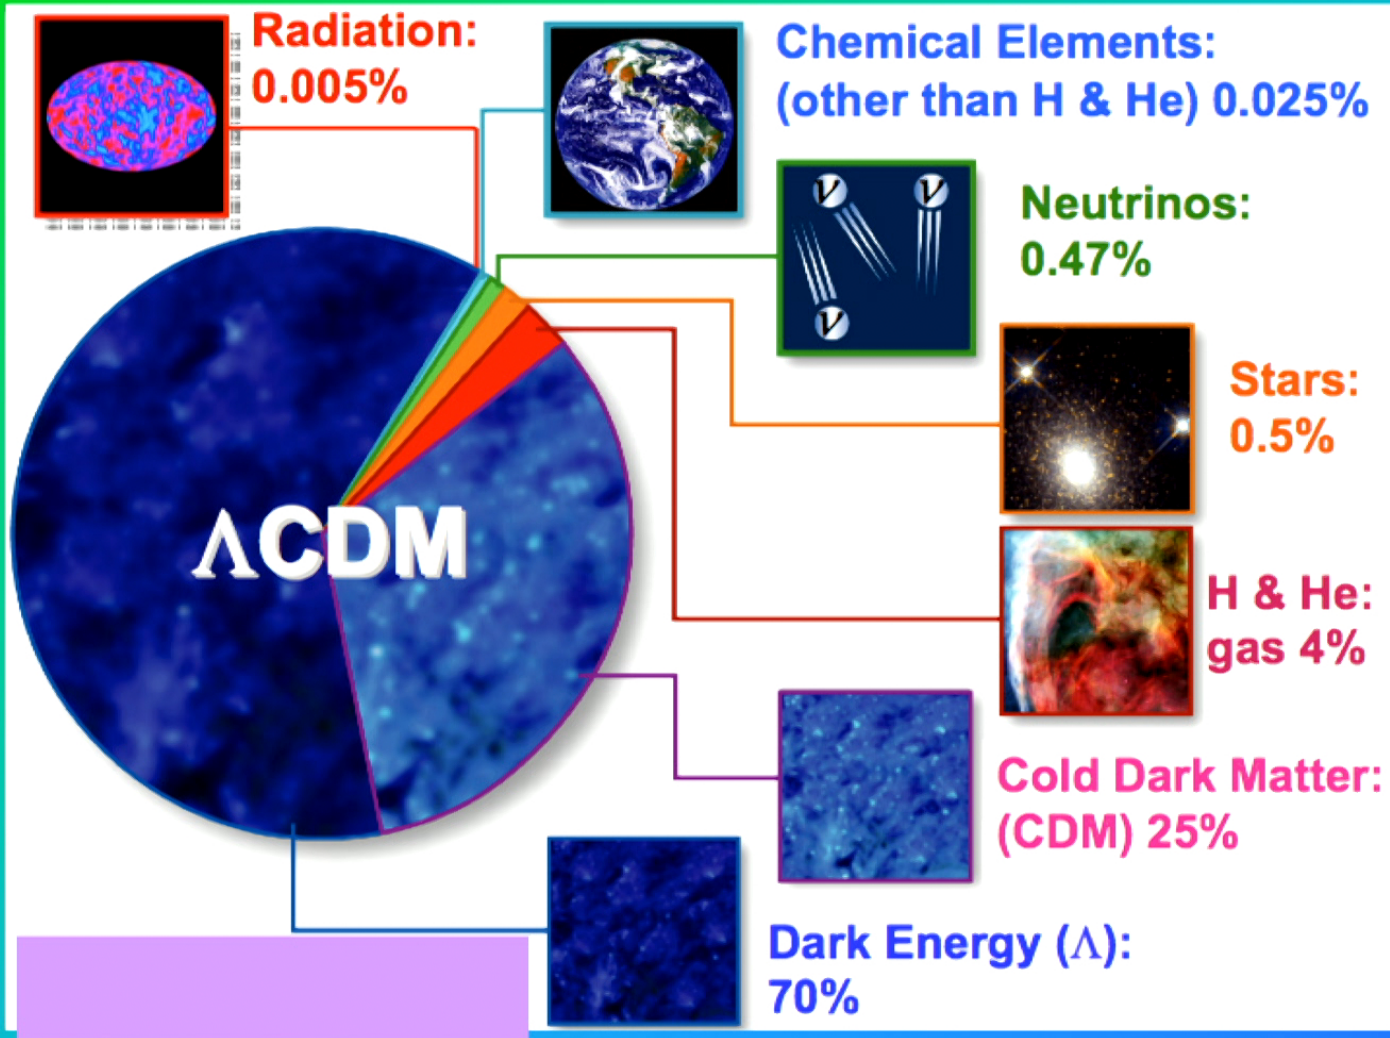 Radiation:
0.005%
Chemical Elements:
(other than H & He) 0.025%
ν ν
ν
Neutrinos:
0.47%
Stars:
0.5%
ΛCDM
H & He:
gas 4%
Cold Dark Matter:
(CDM) 25%
Dark Energy (Λ):
70%